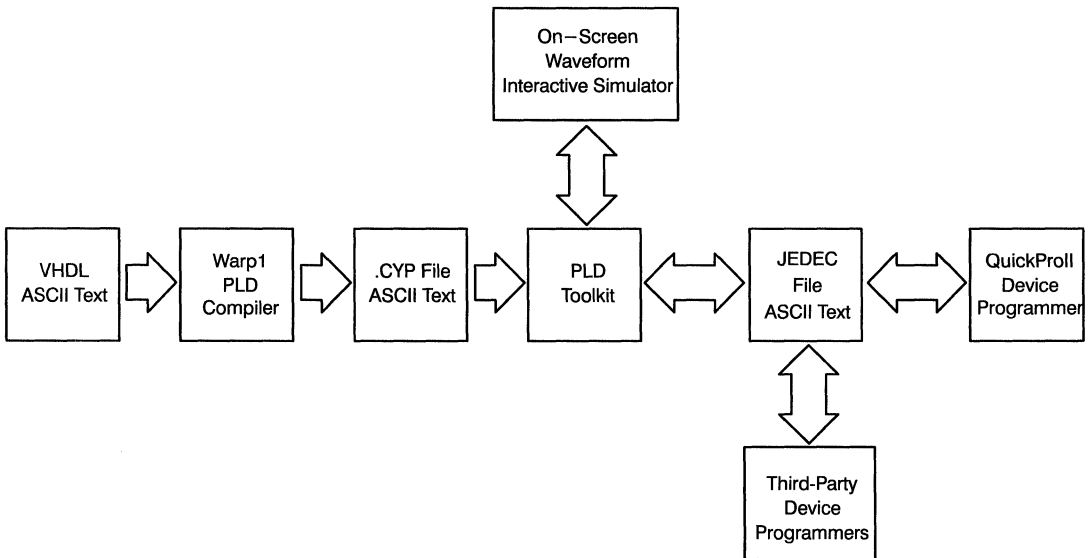 On-Screen
Waveform
Interactive Simulator
VHDL
ASCII Text
Warp1
PLD
Compiler
.CYP File
ASCII Text
PLD
Toolkit
JEDEC
File
ASCII Text
QuickProII
Device
Programmer
Third-Party
Device
Programmers